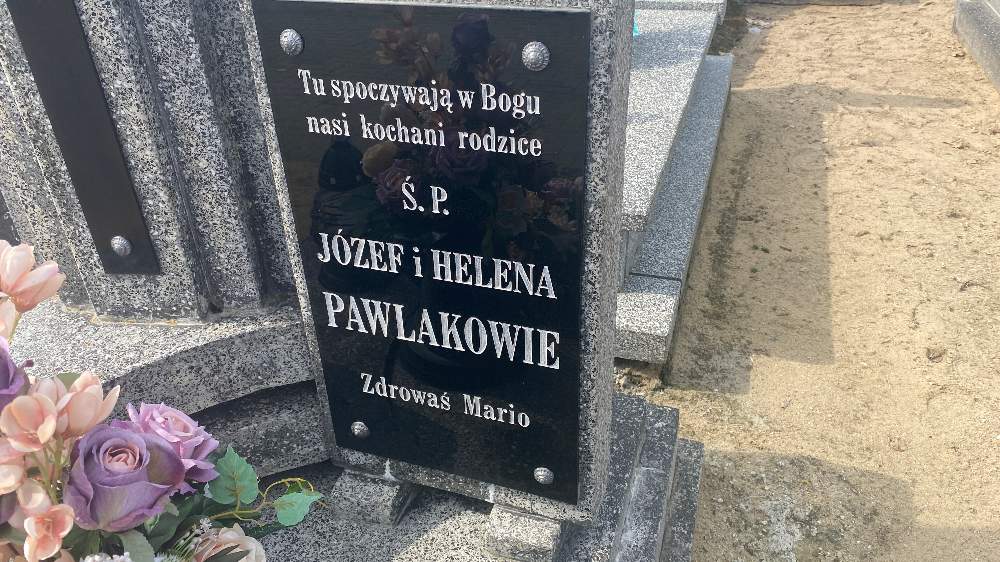 Tu spoczywają w Bogu
nasi kochani rodzice
Ś. P.
JÓZEF i HELENA
PAWLAKOWIE
Zdrowaś Mario